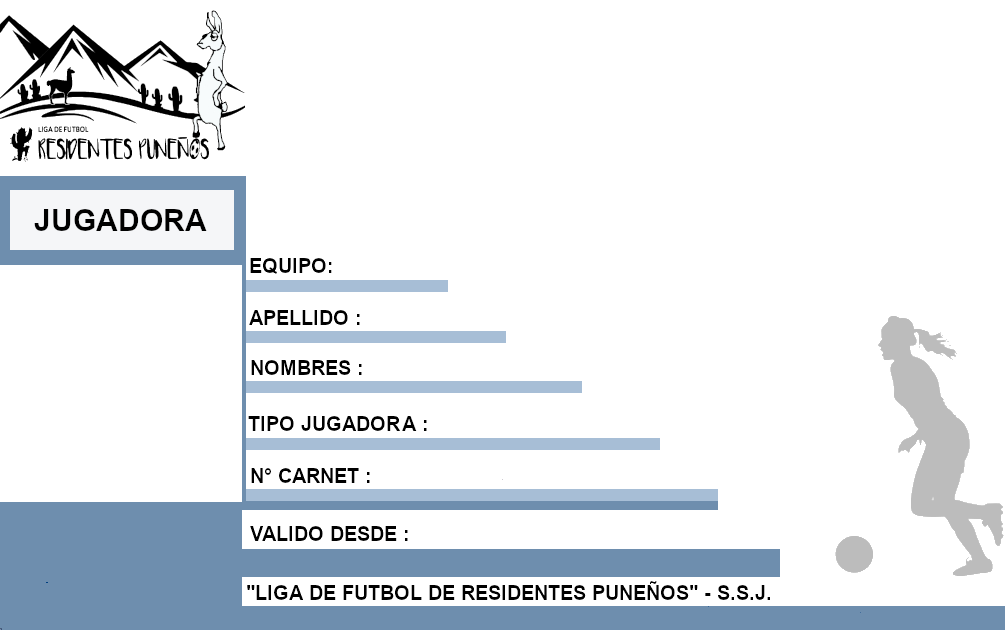 LIGA DE FUTBOL
RESIDENTES PUNEÑOS
JUGADORA
EQUIPO:
APELLIDO :
NOMBRES :
TIPO JUGADORA :
N° CARNET :
VALIDO DESDE :
"LIGA DE FUTBOL DE RESIDENTES PUNEÑOS" - S.S.J.